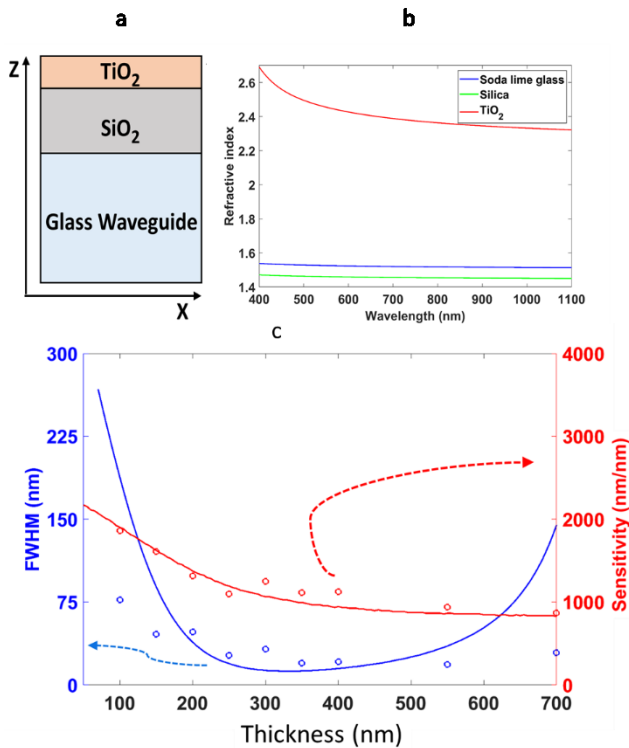 a
b
Z
TiO2
SiO2
Glass Waveguide
X
Refractive index
2.6
2.4
2.2
2
1.8
1.6
1.4
Soda lime glass
Silica
TiO2
400 500 600 700 800 900 1000 1100
Wavelength (nm)
c
FWHM (nm)
300
225
150
75
0
4000
3000
2000
1000
0
Sensitivity (nm/nm)
100 200 300 400 500 600 700
Thickness (nm)